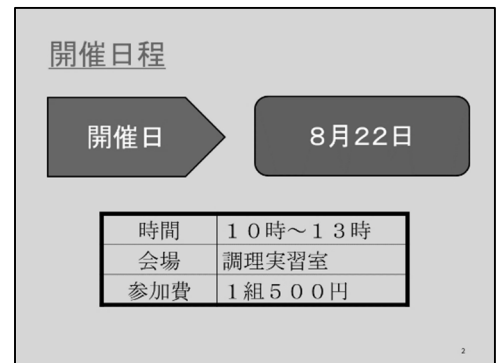 開催日程
開催日
8月22日
時間 １０時～１３時
会場 調理実習室
参加費 １組５００円
2